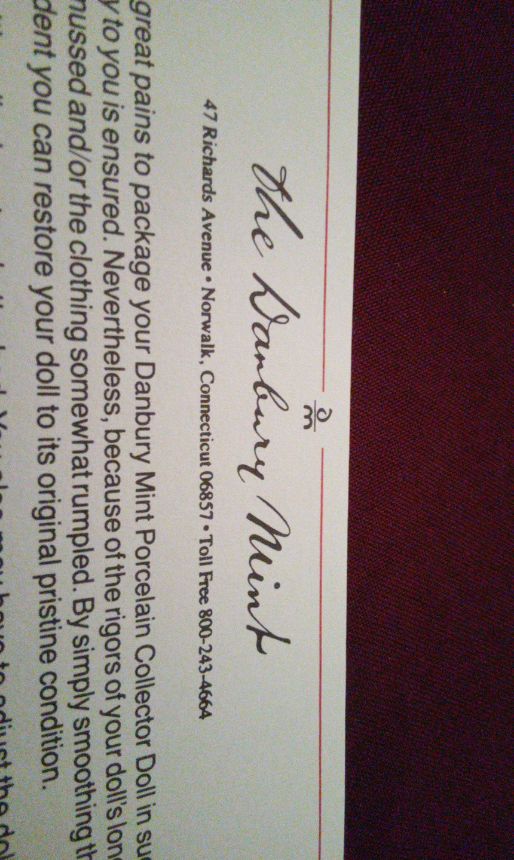 The Danbury Mint
47 Richards Avenue • Norwalk, Connecticut 06857 • Toll Free 800-243-4664
great pains to package your Danbury Mint Porcelain Collector Doll in
y to you is ensured. Nevertheless, because of the rigors of your doll's
mussed and/or the clothing somewhat rumpled. By simply smoothing
dent you can restore your doll to its original pristine condition.